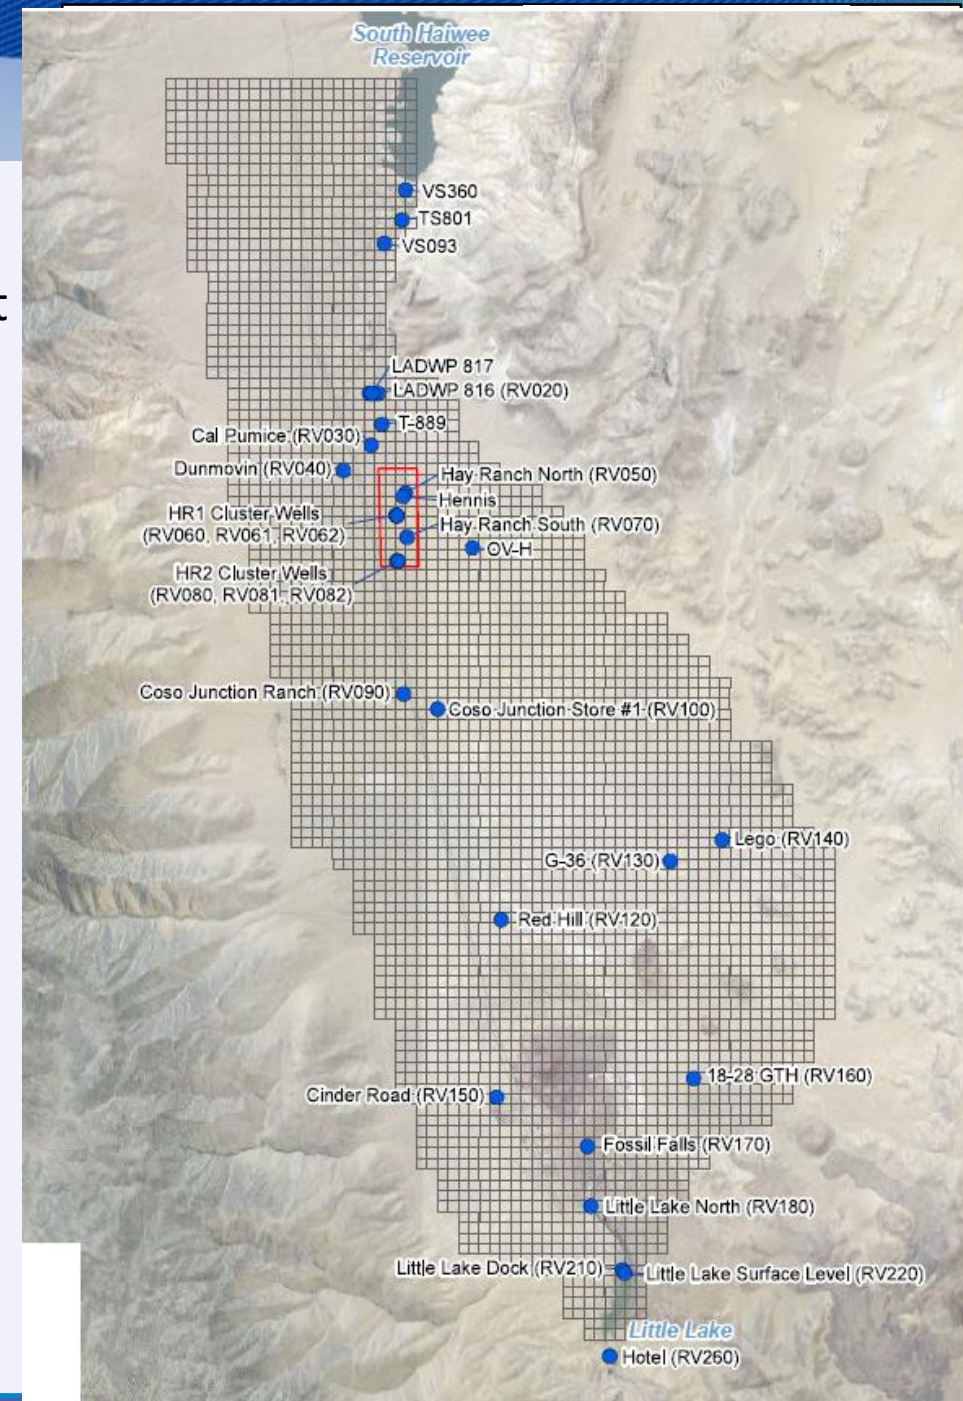 South Haiwee
Reservoir
VS360
TS801
VS093
t
LADWP 817
LADWP 816 (RV020)
T-889
Cal Pumice (RV030)
Dunmovin (RV040)
Hay Ranch North (RV050)
Hennis
HR1 Cluster Wells
(RV060, RV061, RV062)
Hay Ranch South (RV070)
OV-H
HR2 Cluster Wells
(RV080, RV081, RV082)
Coso Junction Ranch (RV090)
Coso Junction Store #1 (RV100)
Lego (RV140)
G-36 (RV130)
Red Hill (RV120)
18-28 GTH (RV160)
Cinder Road (RV150)
Fossil Falls (RV170)
Little Lake North (RV180)
Little Lake Dock (RV210)
Little Lake Surface Level (RV220)
Little Lake
Hotel (RV260)